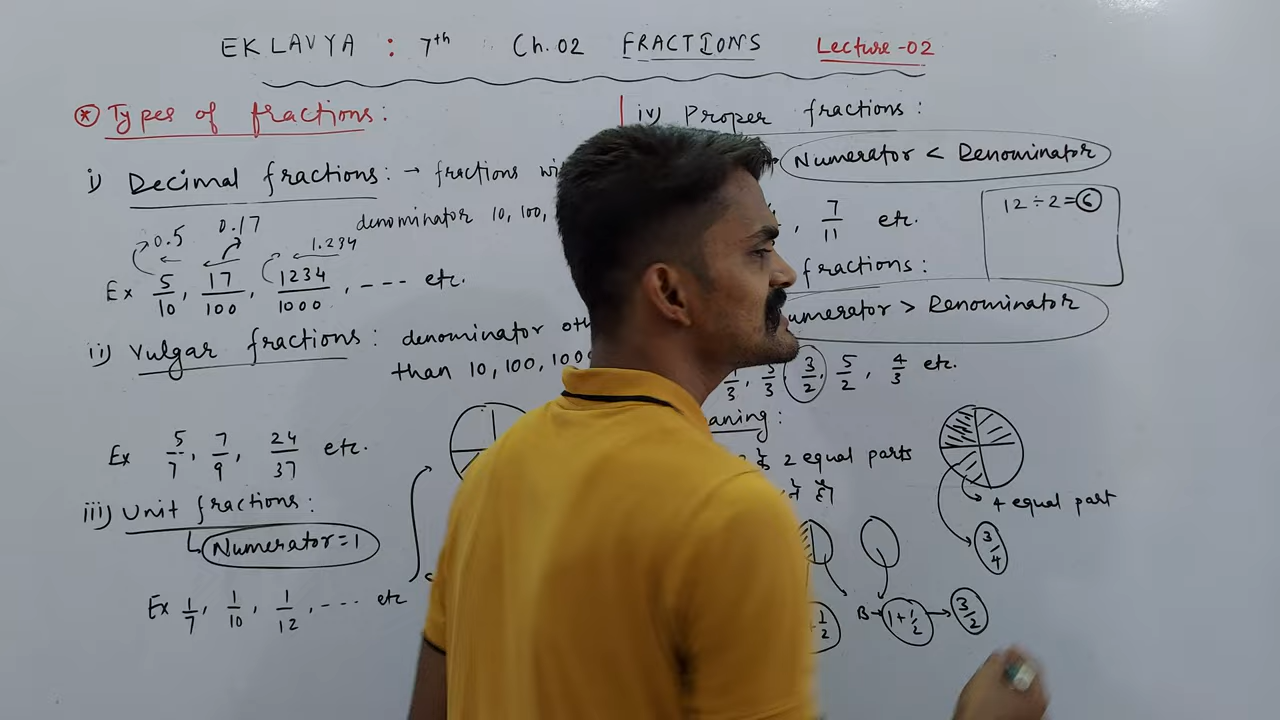 EKLAVYA : 7th Ch.02 FRACTIONS Lecture-02
* Types of fractions:
i) Decimal fractions: → fractions
denominator 10, 100,
0.5 0.17 1.234
Ex 5/10, 17/100, 1234/1000, ---- etc.
ii) Vulgar fractions: denominator
than 10, 100, 100
Ex 5/7, 7/9, 24/37 etc.
iii) Unit fractions:
Numerator = 1
Ex 1/7, 1/10, 1/12, ---- etc
iv) Proper fractions:
Numerator < Denominator
, 7/11 etc.
12 ÷ 2 = 6
fractions:
> Denominator
3/2, 5/2, 4/3 etc.
2 equal parts
4 equal part
3/4
1/2 B → 1+1/2 → 3/2